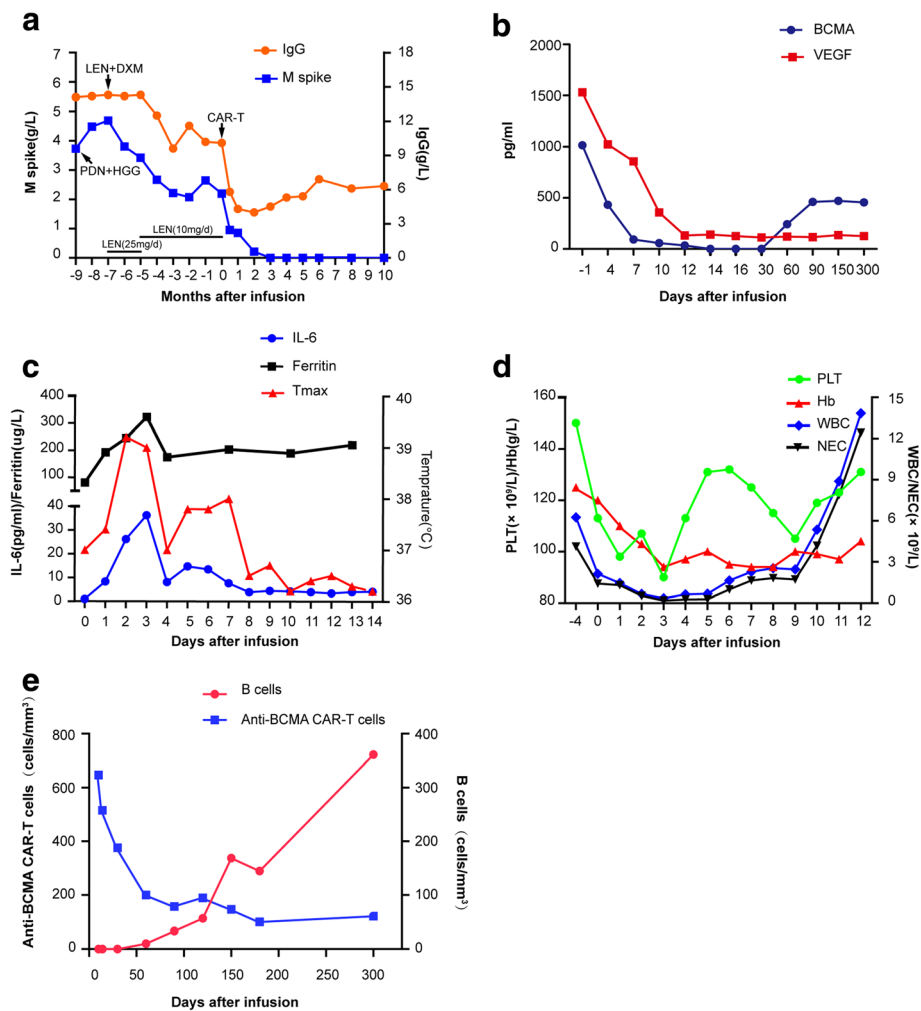 a
IgG
M spike
LEN+DXM
CAR-T
PDN+HGG
LEN(10mg/d)
LEN(25mg/d)
M spike(g/L)
7
6
5
4
3
2
1
0
IgG(g/L)
18
15
12
9
6
3
0
-9 -8 -7 -6 -5 -4 -3 -2 -1 0 1 2 3 4 5 6 7 8 9 10
Months after infusion
b
BCMA
VEGF
pg/ml
2000
1500
1000
500
0
-1 4 7 10 12 14 16 30 60 90 150 300
Days after infusion
c
IL-6
Ferritin
Tmax
IL-6(pg/ml)/Ferritin(ug/L)
400
300
200
100
40
30
20
10
0
Temprature(°C)
40
39
38
37
36
0 1 2 3 4 5 6 7 8 9 10 11 12 13 14
Days after infusion
d
PLT
Hb
WBC
NEC
PLT(× 10⁹/L)/Hb(g/L)
160
140
120
100
80
WBC/NEC(× 10⁹/L)
15
12
9
6
3
0
-4 0 1 2 3 4 5 6 7 8 9 10 11 12
Days after infusion
e
B cells
Anti-BCMA CAR-T cells
Anti-BCMA CAR-T cells（cells/mm³）
800
600
400
200
0
B cells（cells/mm³）
400
300
200
100
0
0 50 100 150 200 250 300
Days after infusion